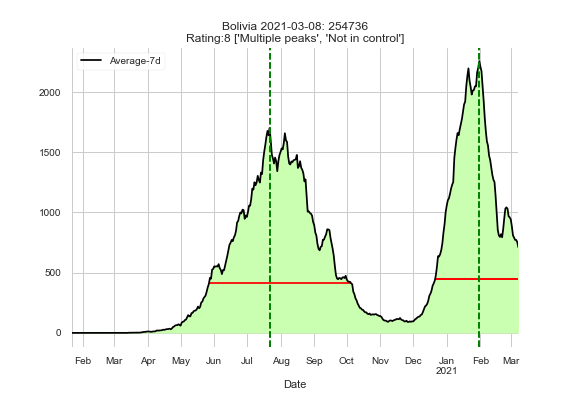 Bolivia 2021-03-08: 254736
Rating:8 ['Multiple peaks', 'Not in control']
Average-7d
2000
1500
1000
500
0
Feb Mar Apr May Jun Jul Aug Sep Oct Nov Dec Jan Feb Mar
2021
Date